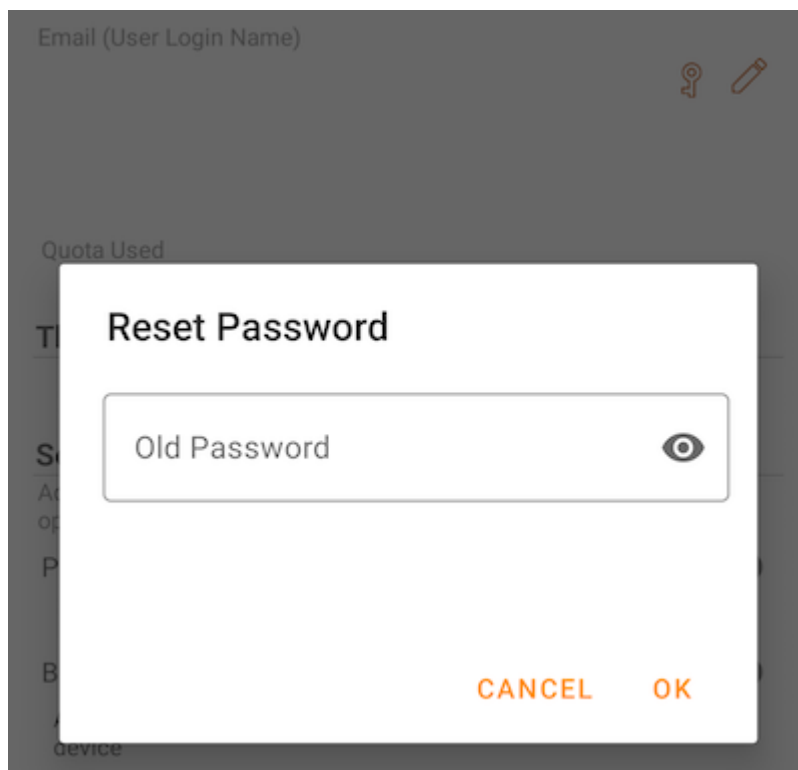 Email (User Login Name)
Quota Used
Reset Password
Old Password
CANCEL OK
device